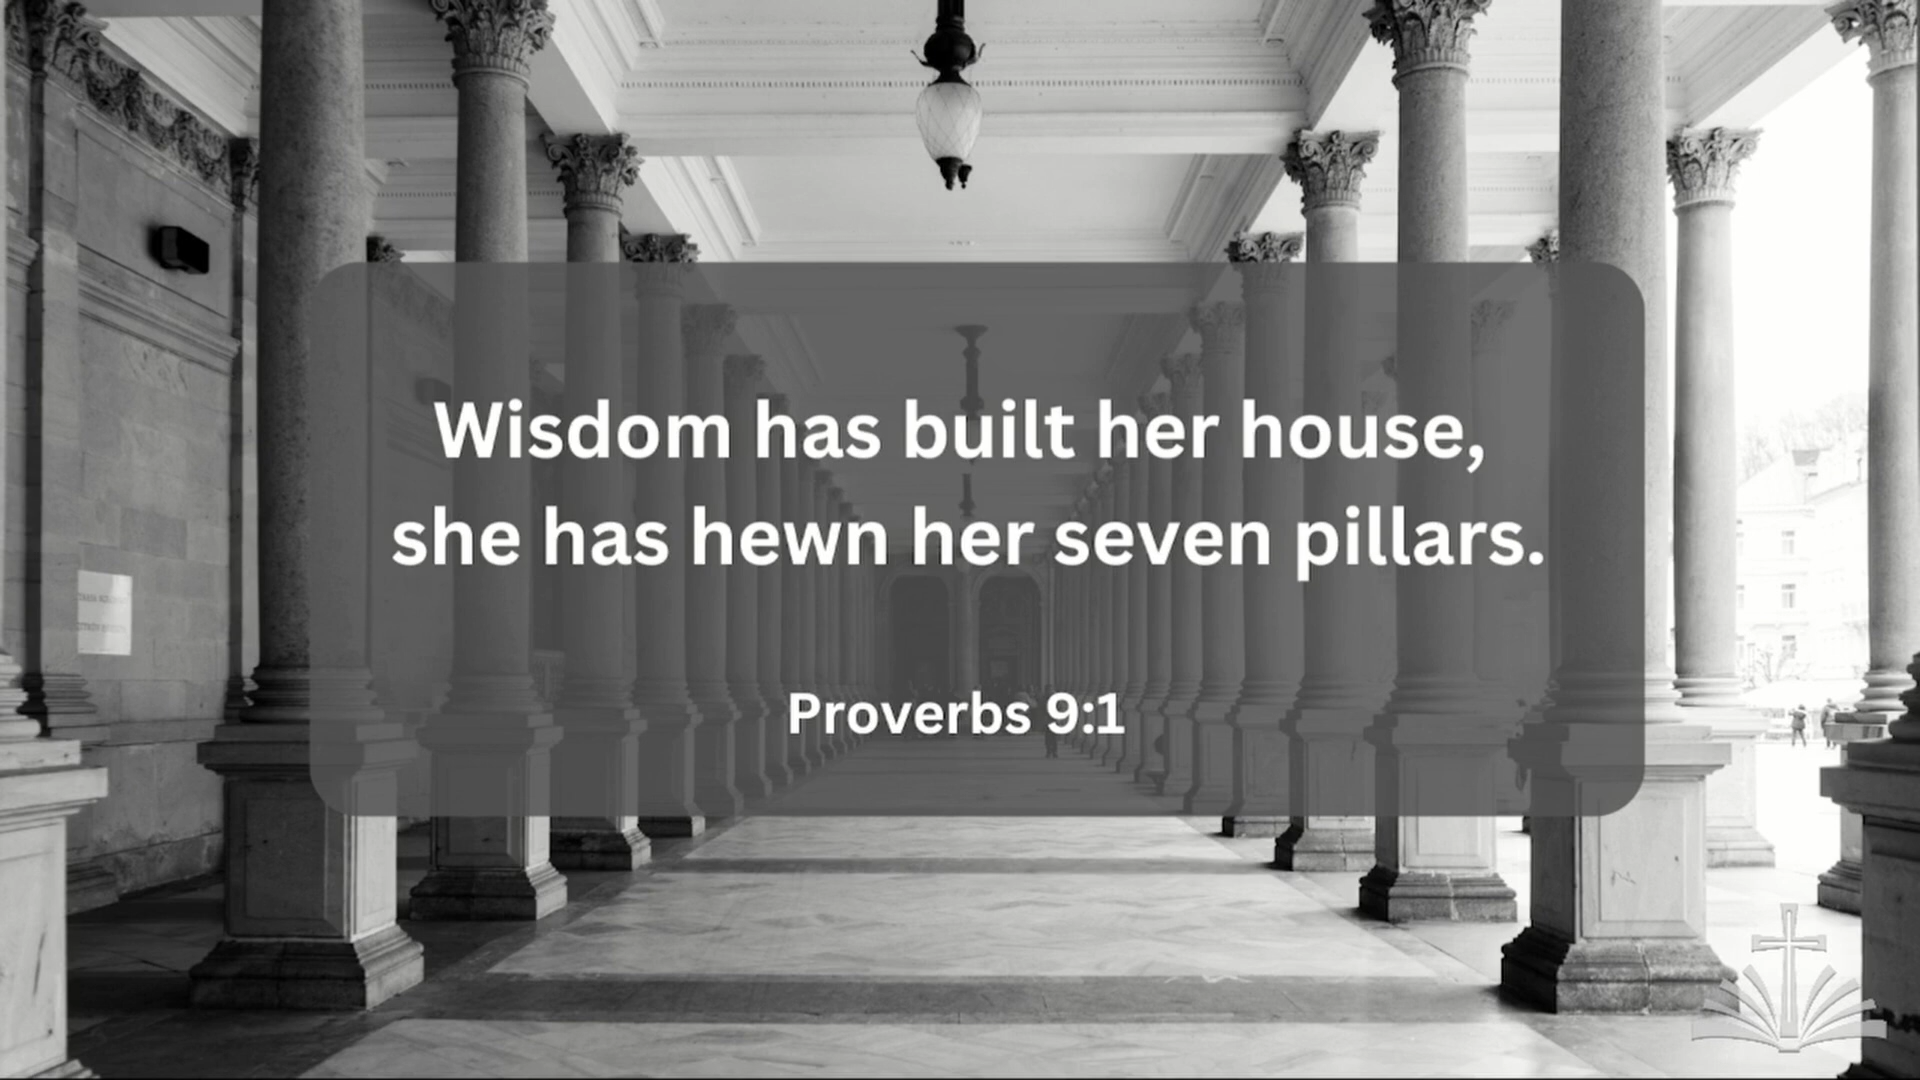 Wisdom has built her house,
she has hewn her seven pillars.
Proverbs 9:1